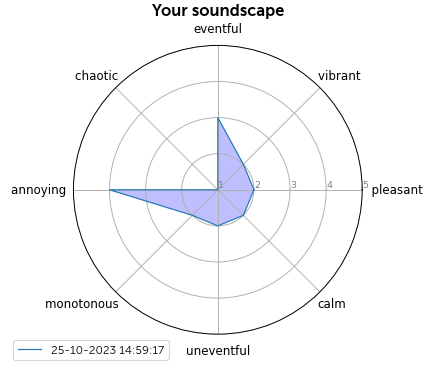 Your soundscape
eventful
chaotic
vibrant
annoying
1 2 3 4 5
pleasant
monotonous
calm
uneventful
25-10-2023 14:59:17